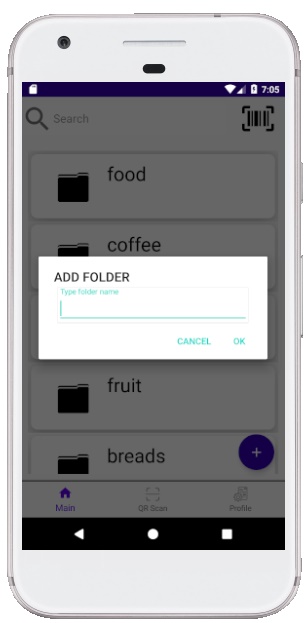 7:05
Search
food
coffee
ADD FOLDER
Type folder name
CANCEL OK
fruit
breads
+
Main QR Scan Profile